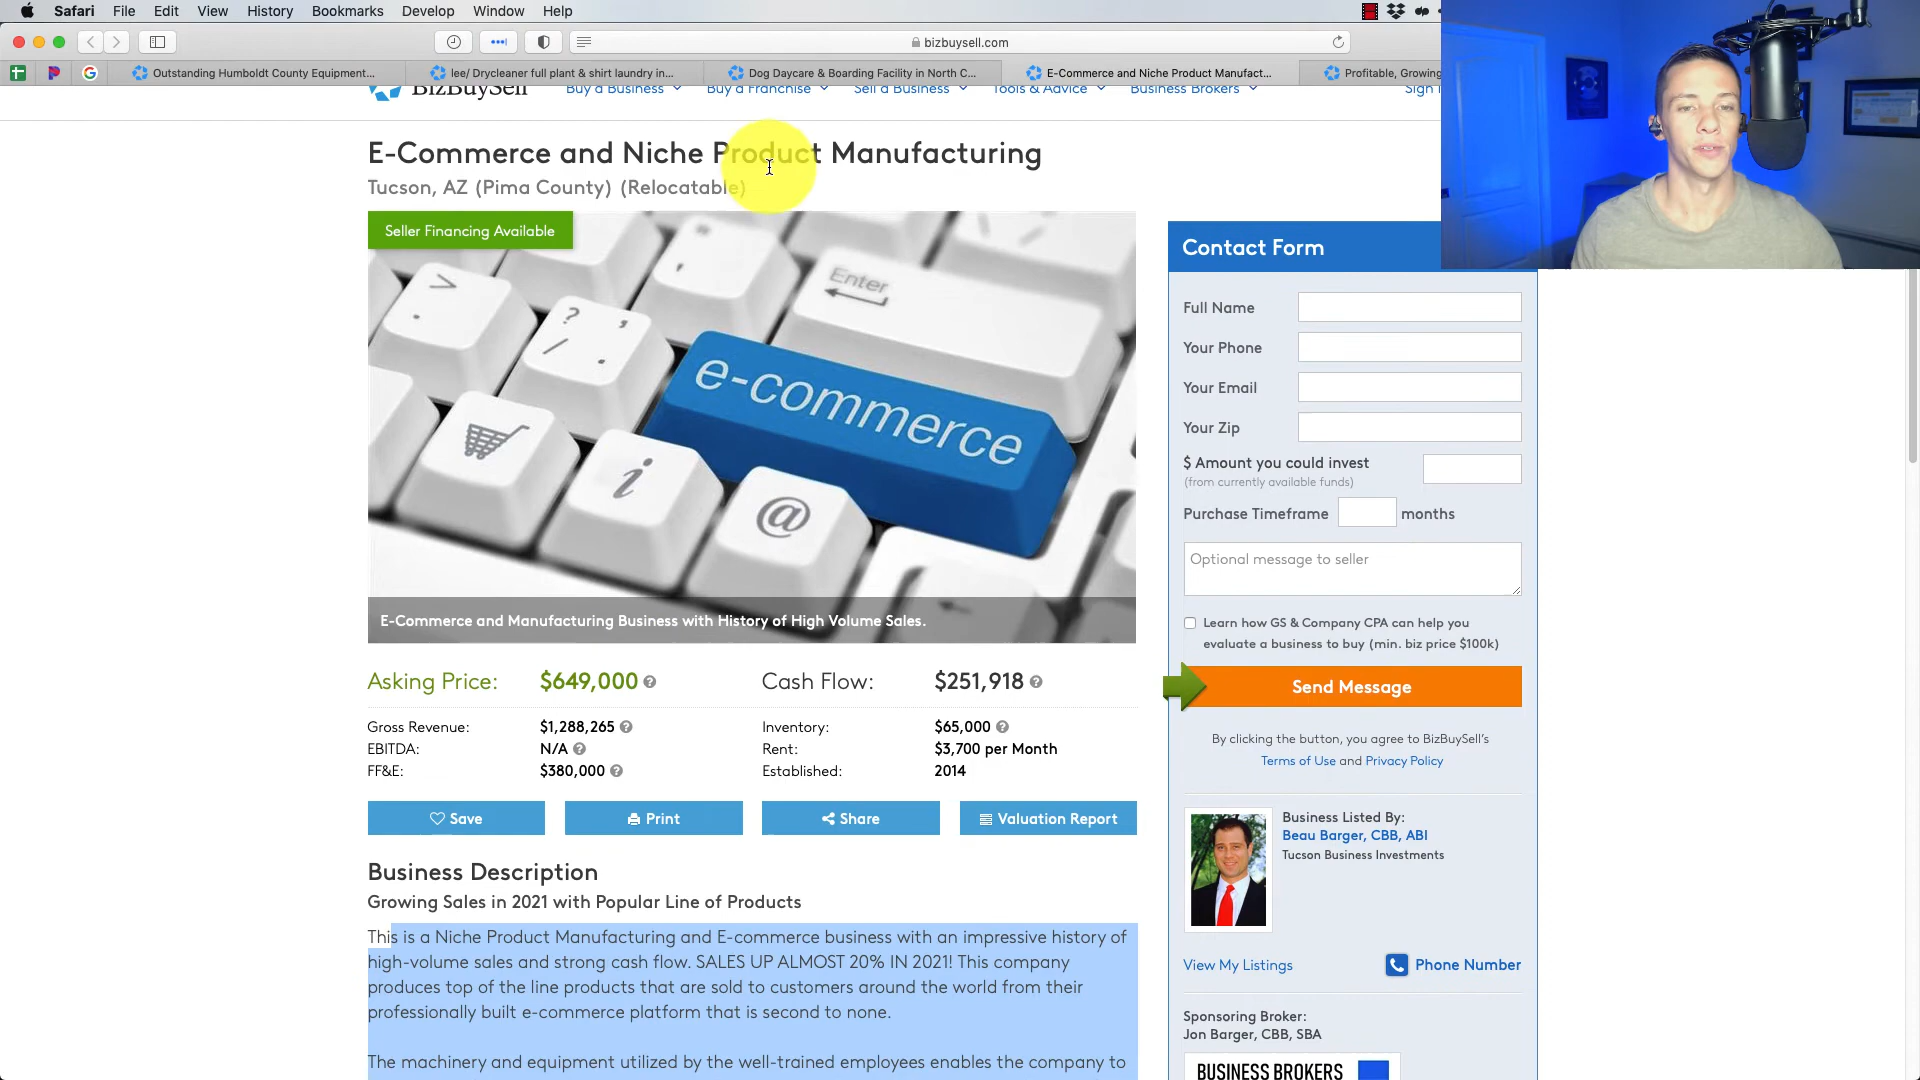 Safari File Edit View History Bookmarks Develop Window Help
bizbuysell.com
Outstanding Humboldt County Equipment...
lee/ Drycleaner full plant & shirt laundry in...
Dog Daycare & Boarding Facility in North C...
E-Commerce and Niche Product Manufact...
Profitable, Growing
BizBuySell
Buy a Business
Buy a Franchise
Sell a Business
Tools & Advice
Business Brokers
Sign
E-Commerce and Niche Product Manufacturing
Tucson, AZ (Pima County) (Relocatable)
Seller Financing Available
Enter
e-commerce
E-Commerce and Manufacturing Business with History of High Volume Sales.
Asking Price: $649,000
Cash Flow: $251,918
Gross Revenue: $1,288,265
EBITDA: N/A
FF&E: $380,000
Inventory: $65,000
Rent: $3,700 per Month
Established: 2014
Save
Print
Share
Valuation Report
Business Description
Growing Sales in 2021 with Popular Line of Products
This is a Niche Product Manufacturing and E-commerce business with an impressive history of
high-volume sales and strong cash flow. SALES UP ALMOST 20% IN 2021! This company
produces top of the line products that are sold to customers around the world from their
professionally built e-commerce platform that is second to none.
The machinery and equipment utilized by the well-trained employees enables the company to
Contact Form
Full Name
Your Phone
Your Email
Your Zip
$ Amount you could invest
(from currently available funds)
Purchase Timeframe months
Optional message to seller
Learn how GS & Company CPA can help you
evaluate a business to buy (min. biz price $100k)
Send Message
By clicking the button, you agree to BizBuySell's
Terms of Use and Privacy Policy
Business Listed By:
Beau Barger, CBB, ABI
Tucson Business Investments
View My Listings
Phone Number
Sponsoring Broker:
Jon Barger, CBB, SBA
BUSINESS BROKERS